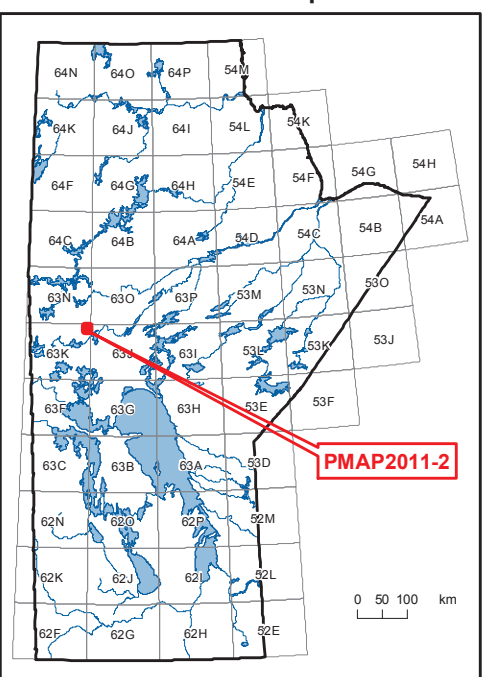 64N 64O 64P 54M
64K 64J 64I 54L 54K
64F 64G 64H 54E 54F 54G 54H
64C 64B 64A 54D 54C 54B 54A
63N 63O 63P 53M 53N 53O
63K 63J 63I 53L 53K 53J
63F 63G 63H 53E 53F
63C 63B 63A 53D
PMAP2011-2
62N 62O 62P 52M
62K 62J 62I 52L
0 50 100 km
62F 62G 62H 52E